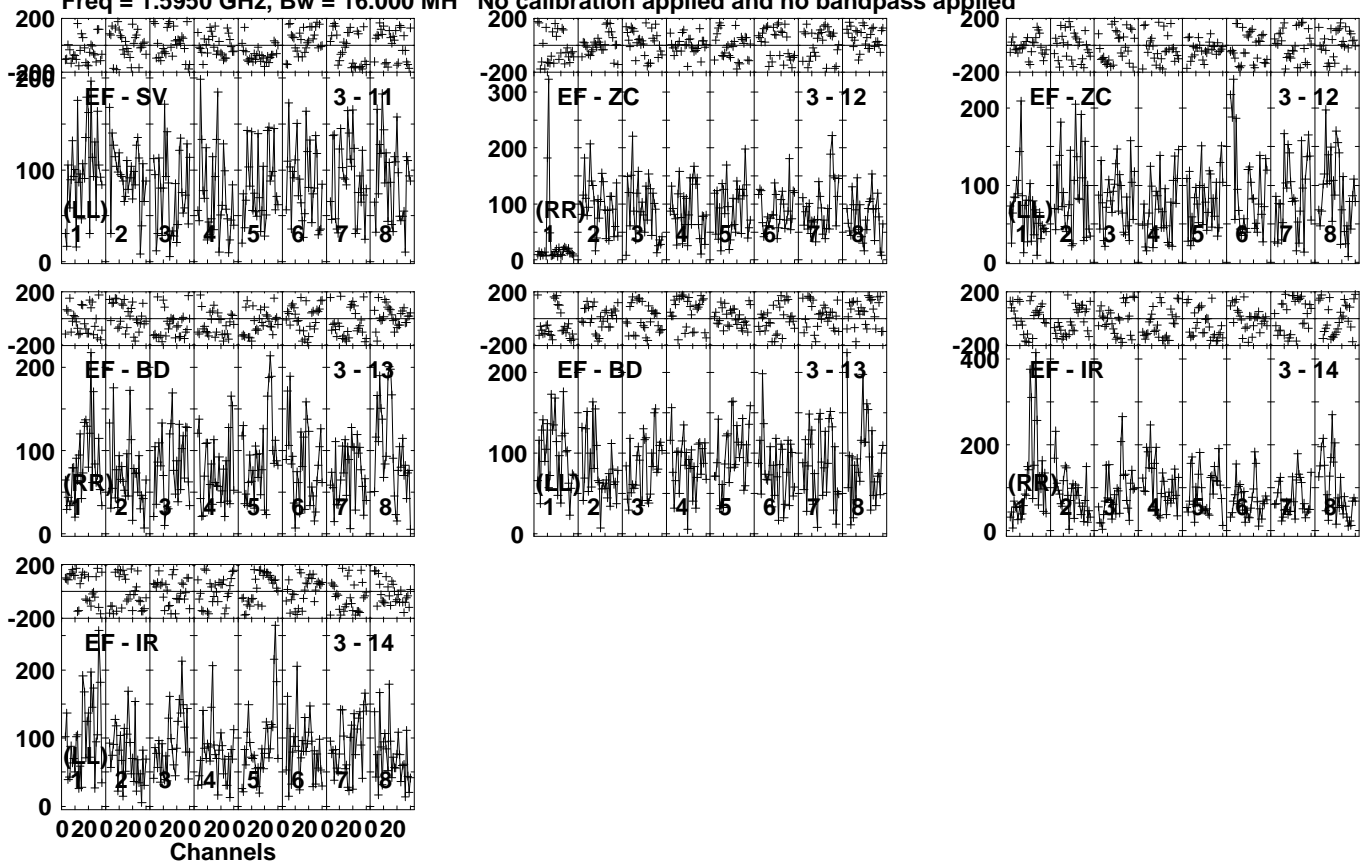 Freq = 1.5950 GHz, Bw = 16.000 MH No calibration applied and no bandpass applied
200
-200
200
100
0
EF - SV 3 - 11
(LL)
1 2 3 4 5 6 7 8
200
-200
300
200
100
0
EF - ZC 3 - 12
(RR)
1 2 3 4 5 6 7 8
200
-200
200
100
0
EF - ZC 3 - 12
(LL)
1 2 3 4 5 6 7 8
200
-200
200
100
0
EF - BD 3 - 13
(RR)
1 2 3 4 5 6 7 8
200
-200
200
100
0
EF - BD 3 - 13
(LL)
1 2 3 4 5 6 7 8
200
-200
400
200
0
EF - IR 3 - 14
(RR)
1 2 3 4 5 6 7 8
200
-200
200
100
0
EF - IR 3 - 14
(LL)
1 2 3 4 5 6 7 8
0 20 0 20 0 20 0 20 0 20 0 20 0 20 0 20
Channels